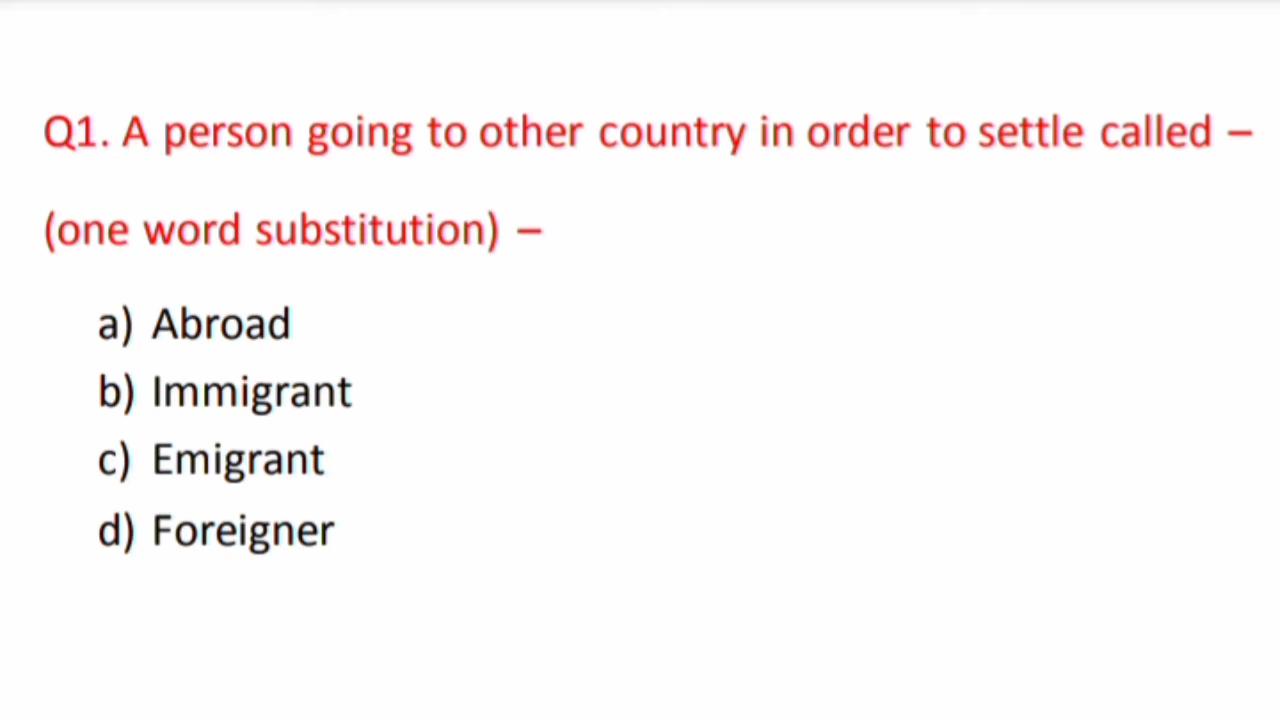 Q1. A person going to other country in order to settle called –
(one word substitution) –
a) Abroad
b) Immigrant
c) Emigrant
d) Foreigner